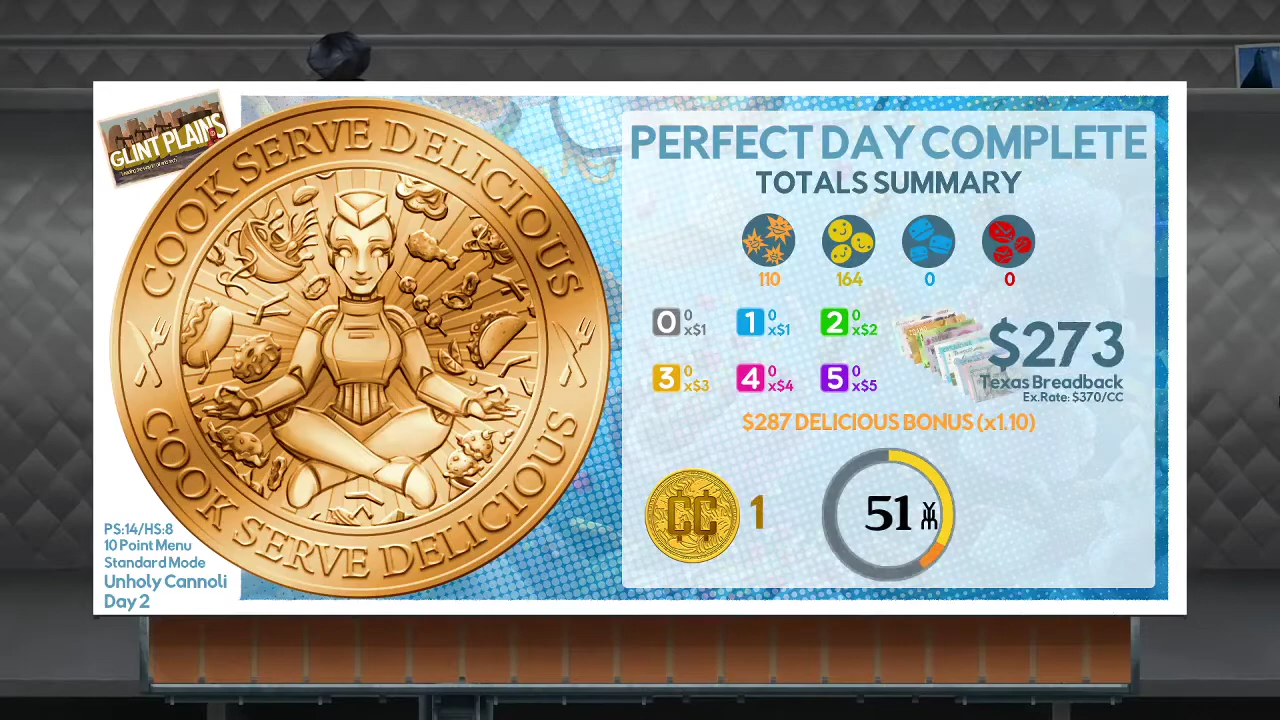 GLINT PLAINS
COOK SERVE DELICIOUS
COOK SERVE DELICIOUS
PS:14/HS:8
10 Point Menu
Standard Mode
Unholy Cannoli
Day 2
PERFECT DAY COMPLETE
TOTALS SUMMARY
110 164 0 0
0 0 x$1 1 0 x$1 2 0 x$2
3 0 x$3 4 0 x$4 5 0 x$5
$273
Texas Breadback
Ex.Rate: $370/CC
$287 DELICIOUS BONUS (x1.10)
CC 1
51